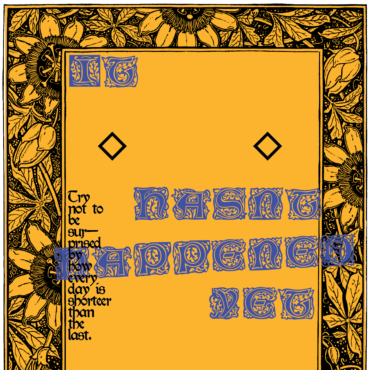 IT
HASNT
HAPPENED
YET
Try
not to
be
sur—
prised
by
how
every
day is
shorteer
than
the
last.